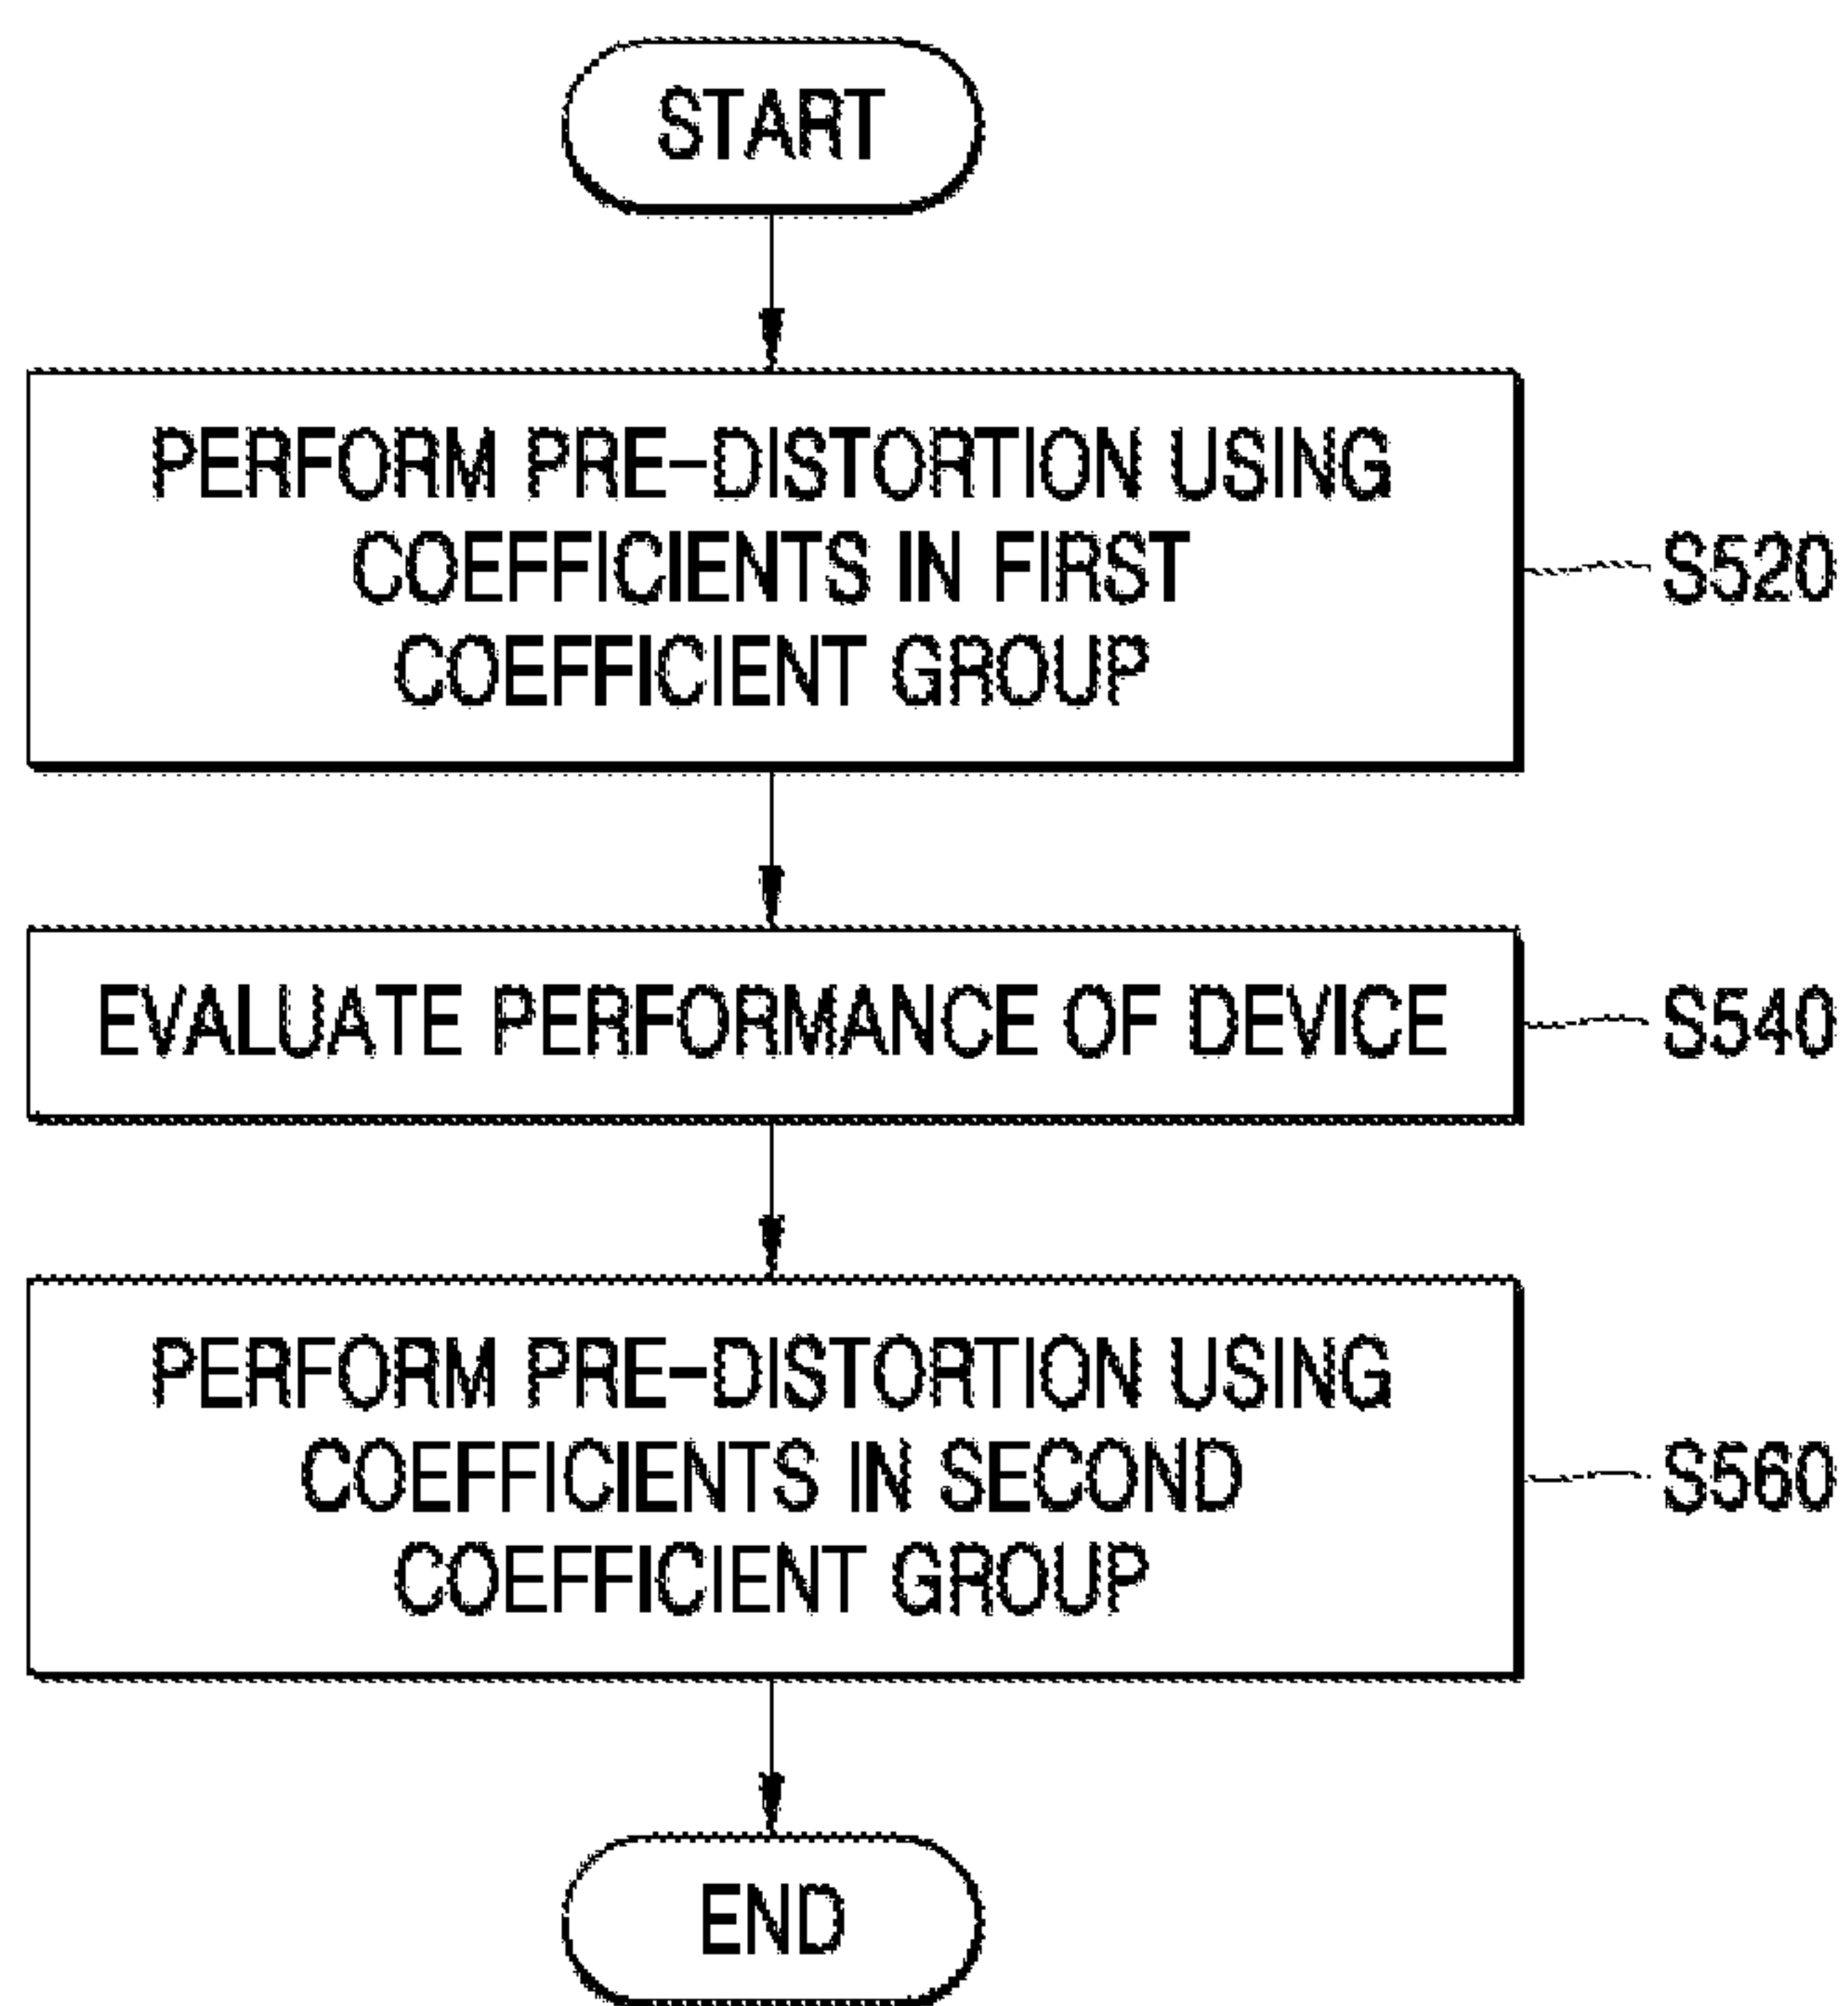 START
PERFORM PRE-DISTORTION USING
COEFFICIENTS IN FIRST
COEFFICIENT GROUP
S520
EVALUATE PERFORMANCE OF DEVICE
S540
PERFORM PRE-DISTORTION USING
COEFFICIENTS IN SECOND
COEFFICIENT GROUP
S560
END